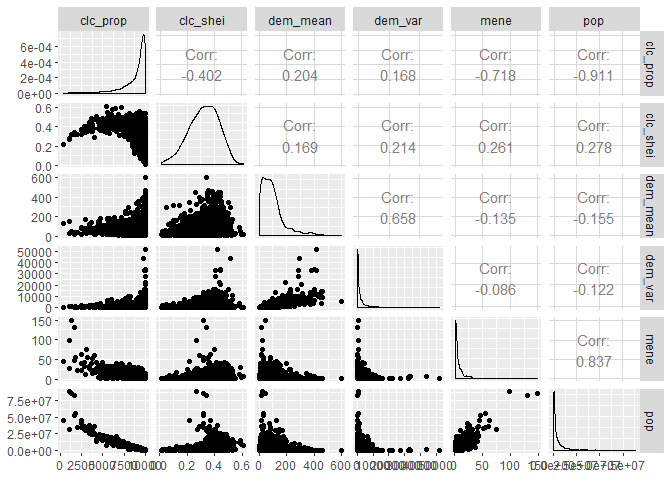 clc_prop clc_shei dem_mean dem_var mene pop
6e-04
4e-04
2e-04
0e+00
Corr:
-0.402
Corr:
0.204
Corr:
0.168
Corr:
-0.718
Corr:
-0.911
clc_prop
0.6
0.4
0.2
0.0
Corr:
0.169
Corr:
0.214
Corr:
0.261
Corr:
0.278
clc_shei
600
400
200
0
Corr:
0.658
Corr:
-0.135
Corr:
-0.155
dem_mean
50000
40000
30000
20000
10000
0
Corr:
-0.086
Corr:
-0.122
dem_var
150
100
50
0
Corr:
0.837
mene
7.5e+07
5.0e+07
2.5e+07
0.0e+00
pop
0 2500 5000 7500 10000 0.0 0.2 0.4 0.6 0 200 400 600 0 50 100 150